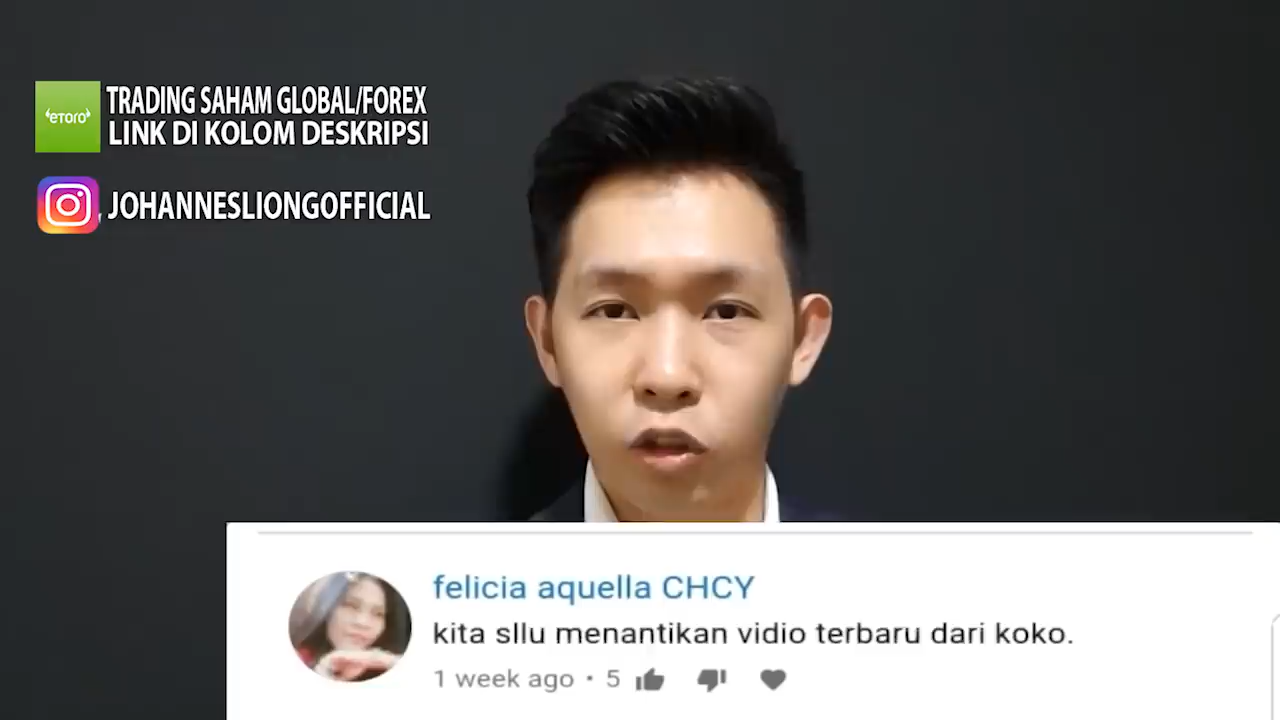 eToro
TRADING SAHAM GLOBAL/FOREX
LINK DI KOLOM DESKRIPSI
JOHANNESLIONGOFFICIAL
felicia aquella CHCY
kita sllu menantikan vidio terbaru dari koko.
1 week ago • 5